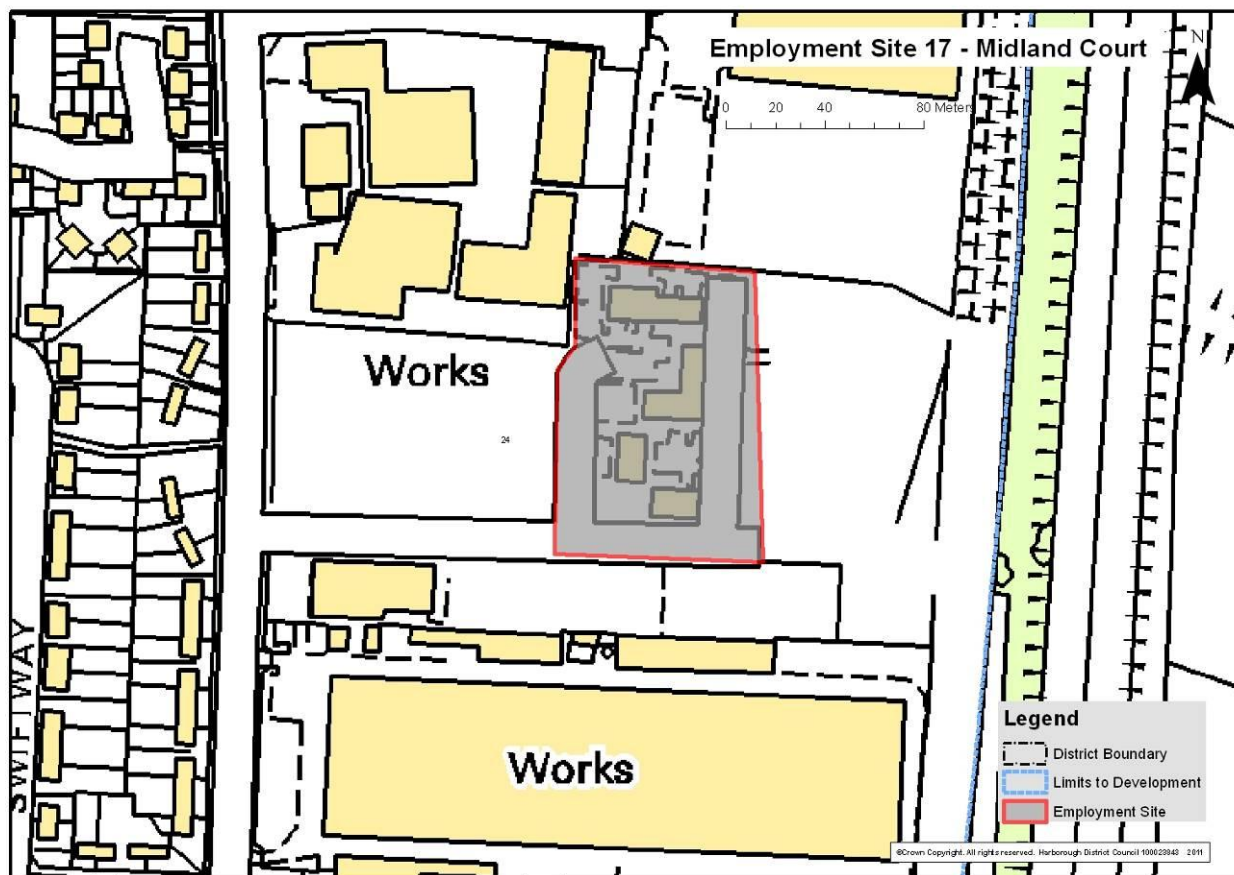 Employment Site 17 - Midland Court
N
0 20 40 80 Meters
Works
24
Works
SWIFT WAY
Legend
District Boundary
Limits to Development
Employment Site
©Crown Copyright. All rights reserved. Harborough District Council 100023843 2011